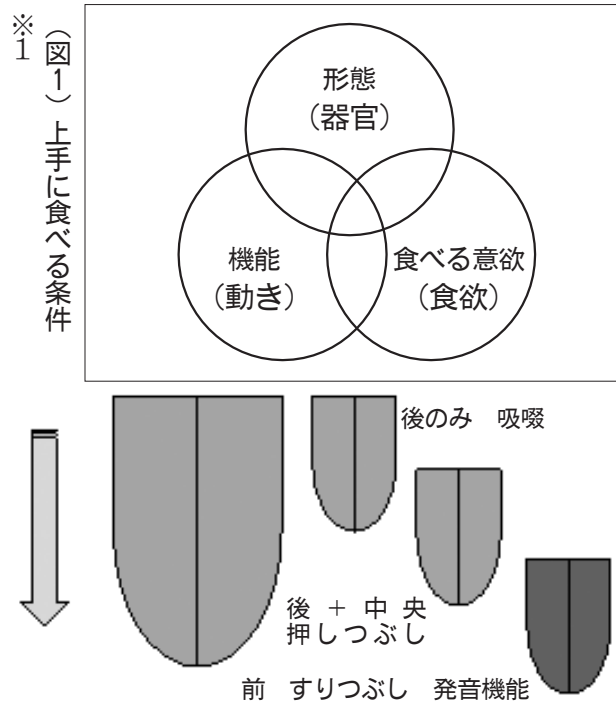 ※1
(図1) 上手に食べる条件
形態
(器官)
機能
(動き)
食べる意欲
(食欲)
後のみ 吸啜
後 + 中 央
押しつぶし
前 すりつぶし 発音機能